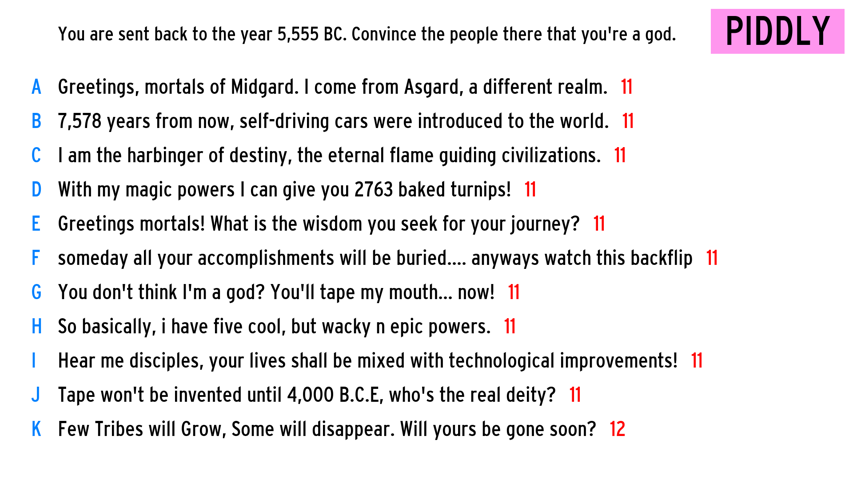 You are sent back to the year 5,555 BC. Convince the people there that you're a god.
PIDDLY
A Greetings, mortals of Midgard. I come from Asgard, a different realm. 11
B 7,578 years from now, self-driving cars were introduced to the world. 11
C I am the harbinger of destiny, the eternal flame guiding civilizations. 11
D With my magic powers I can give you 2763 baked turnips! 11
E Greetings mortals! What is the wisdom you seek for your journey? 11
F someday all your accomplishments will be buried.... anyways watch this backflip 11
G You don't think I'm a god? You'll tape my mouth... now! 11
H So basically, i have five cool, but wacky n epic powers. 11
I Hear me disciples, your lives shall be mixed with technological improvements! 11
J Tape won't be invented until 4,000 B.C.E, who's the real deity? 11
K Few Tribes will Grow, Some will disappear. Will yours be gone soon? 12